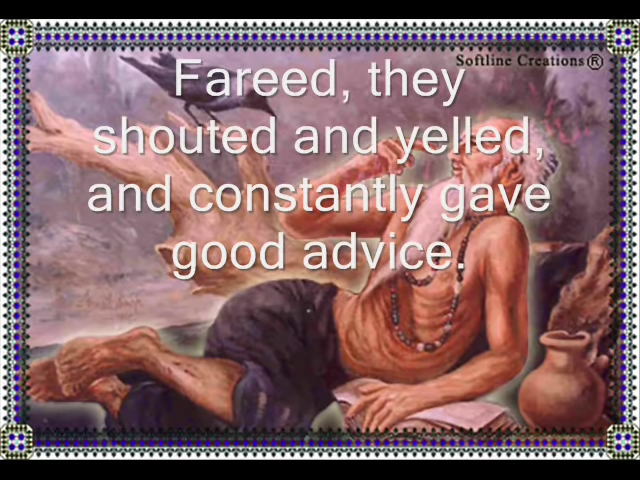 Softline Creations®
Fareed, they
shouted and yelled,
and constantly gave
good advice.